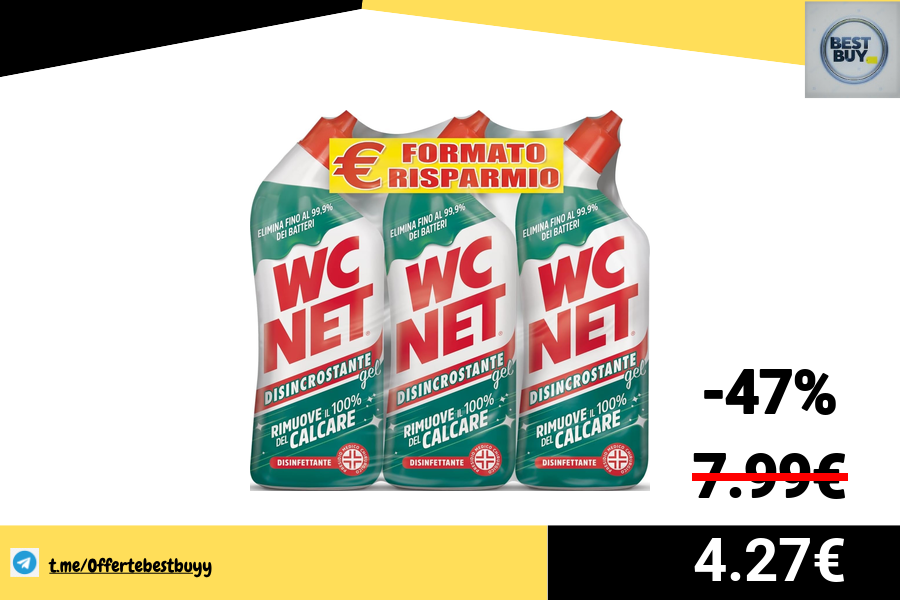 BEST
BUY
€ FORMATO
RISPARMIO
ELIMINA FINO AL 99,9%
DEI BATTERI
WC
NET®
DISINCROSTANTE
gel
RIMUOVE IL 100%
DEL CALCARE
DISINFETTANTE
ELIMINA FINO AL 99,9%
DEI BATTERI
WC
NET®
DISINCROSTANTE
gel
RIMUOVE IL 100%
DEL CALCARE
DISINFETTANTE
ELIMINA FINO AL 99,9%
DEI BATTERI
WC
NET®
DISINCROSTANTE
gel
RIMUOVE IL 100%
DEL CALCARE
DISINFETTANTE
-47%
7.99€
4.27€
t.me/Offertebestbuyy